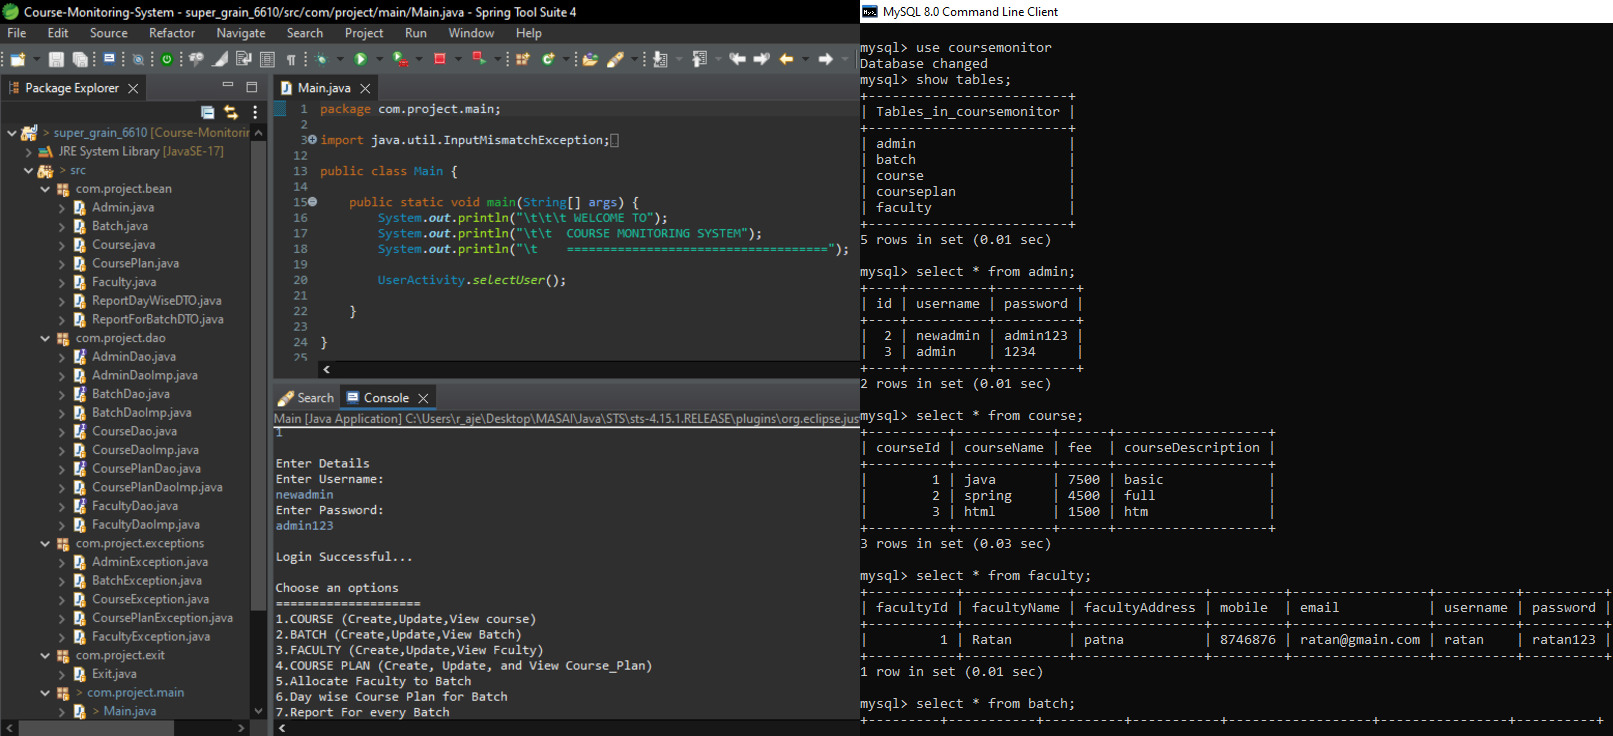 Course-Monitoring-System - super_grain_6610/src/com/project/main/Main.java - Spring Tool Suite 4
File Edit Source Refactor Navigate Search Project Run Window Help
Package Explorer
> super_grain_6610 [Course-Monitorir
JRE System Library [JavaSE-17]
> src
com.project.bean
Admin.java
Batch.java
Course.java
CoursePlan.java
Faculty.java
ReportDayWiseDTO.java
ReportForBatchDTO.java
com.project.dao
AdminDao.java
AdminDaoImp.java
BatchDao.java
BatchDaoImp.java
CourseDao.java
CourseDaoImp.java
CoursePlanDao.java
CoursePlanDaoImp.java
FacultyDao.java
FacultyDaoImp.java
com.project.exceptions
AdminException.java
BatchException.java
CourseException.java
CoursePlanException.java
FacultyException.java
com.project.exit
Exit.java
> com.project.main
> Main.java
Main.java
1 package com.project.main;
2
3 import java.util.InputMismatchException;
12
13 public class Main {
14
15 public static void main(String[] args) {
16 System.out.println("\t\t\t WELCOME TO");
17 System.out.println("\t\t  COURSE MONITORING SYSTEM");
18 System.out.println("\t    ====================================");
19
20 UserActivity.selectUser();
21
22 }
23
24 }
25
Search Console
Main [Java Application] C:\Users\r_aje\Desktop\MASAI\Java\STS\sts-4.15.1.RELEASE\plugins\org.eclipse.jus
1
Enter Details
Enter Username:
newadmin
Enter Password:
admin123
Login Successful...
Choose an options
====================
1.COURSE (Create,Update,View course)
2.BATCH (Create,Update,View Batch)
3.FACULTY (Create,Update,View Fculty)
4.COURSE PLAN (Create, Update, and View Course_Plan)
5.Allocate Faculty to Batch
6.Day wise Course Plan for Batch
7.Report For every Batch
MySQL 8.0 Command Line Client
mysql> use coursemonitor
Database changed
mysql> show tables;
+-------------------------+
| Tables_in_coursemonitor |
+-------------------------+
| admin                   |
| batch                   |
| course                  |
| courseplan              |
| faculty                 |
+-------------------------+
5 rows in set (0.01 sec)
mysql> select * from admin;
+----+----------+----------+
| id | username | password |
+----+----------+----------+
|  2 | newadmin | admin123 |
|  3 | admin    | 1234     |
+----+----------+----------+
2 rows in set (0.01 sec)
mysql> select * from course;
+----------+------------+------+-------------------+
| courseId | courseName | fee  | courseDescription |
+----------+------------+------+-------------------+
|        1 | java       | 7500 | basic             |
|        2 | spring     | 4500 | full              |
|        3 | html       | 1500 | htm               |
+----------+------------+------+-------------------+
3 rows in set (0.03 sec)
mysql> select * from faculty;
+-----------+-------------+----------------+---------+-----------------+----------+----------+
| facultyId | facultyName | facultyAddress | mobile  | email           | username | password |
+-----------+-------------+----------------+---------+-----------------+----------+----------+
|         1 | Ratan       | patna          | 8746876 | ratan@gmain.com | ratan    | ratan123 |
+-----------+-------------+----------------+---------+-----------------+----------+----------+
1 row in set (0.01 sec)
mysql> select * from batch;
+---------+-----------+----------+-----------+------------------+----------------+----------+